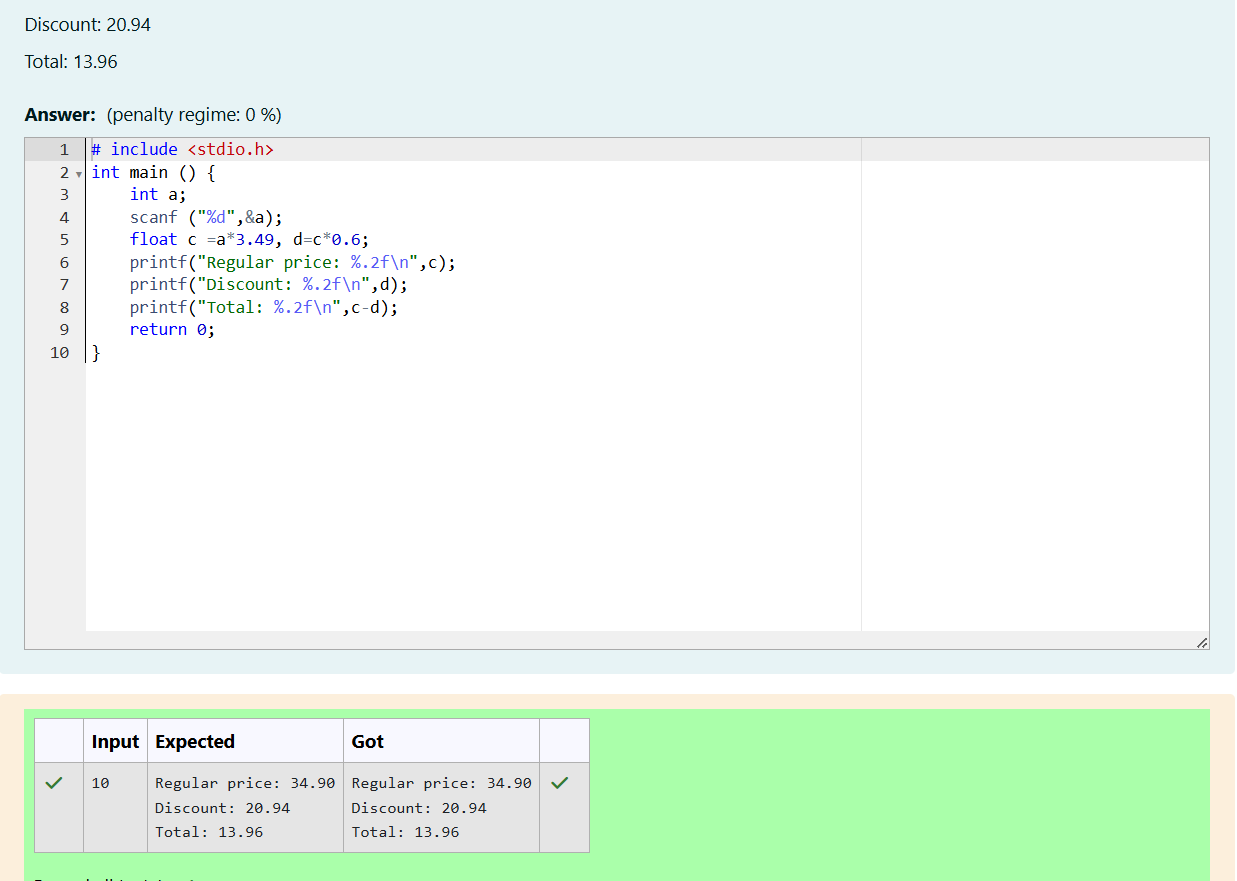 Discount: 20.94
Total: 13.96
Answer: (penalty regime: 0 %)
1 # include <stdio.h>
2 int main () {
3     int a;
4     scanf ("%d",&a);
5     float c =a*3.49, d=c*0.6;
6     printf("Regular price: %.2f\n",c);
7     printf("Discount: %.2f\n",d);
8     printf("Total: %.2f\n",c-d);
9     return 0;
10 }
Input Expected Got
10 Regular price: 34.90 Regular price: 34.90
Discount: 20.94 Discount: 20.94
Total: 13.96 Total: 13.96